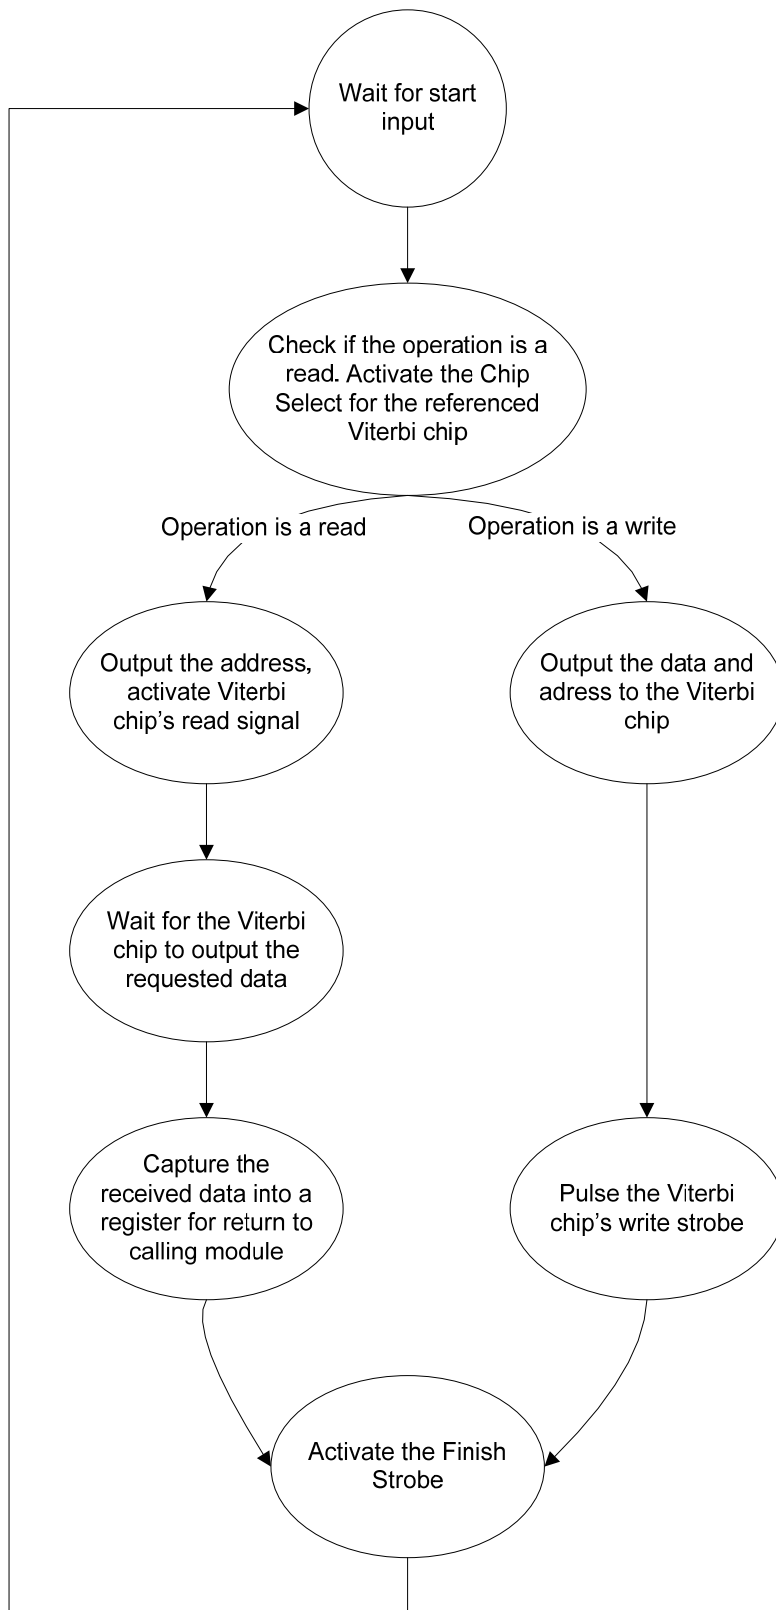 Wait for start
input
Check if the operation is a
read. Activate the Chip
Select for the referenced
Viterbi chip
Operation is a read
Operation is a write
Output the address,
activate Viterbi
chip’s read signal
Output the data and
adress to the Viterbi
chip
Wait for the Viterbi
chip to output the
requested data
Capture the
received data into a
register for return to
calling module
Pulse the Viterbi
chip’s write strobe
Activate the Finish
Strobe